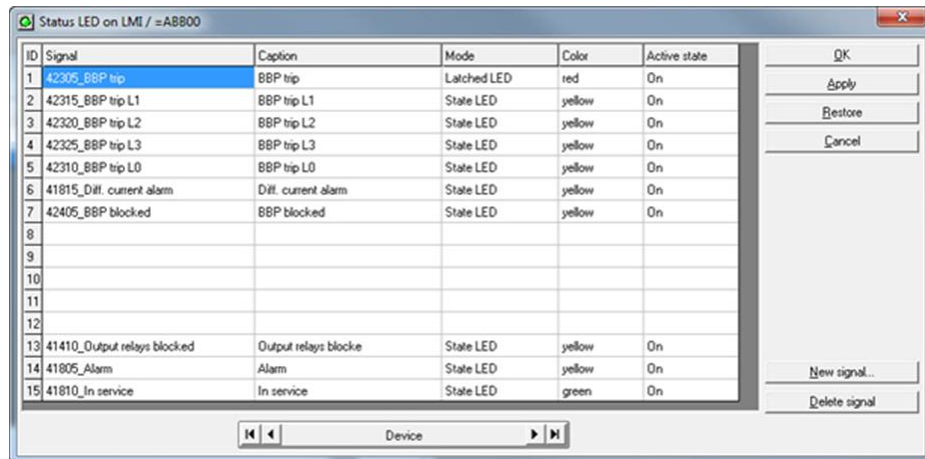 Status LED on LMI / =ABB00
ID Signal Caption Mode Color Active state
1 42305_BBP trip BBP trip Latched LED red On
2 42315_BBP trip L1 BBP trip L1 State LED yellow On
3 42320_BBP trip L2 BBP trip L2 State LED yellow On
4 42325_BBP trip L3 BBP trip L3 State LED yellow On
5 42310_BBP trip L0 BBP trip L0 State LED yellow On
6 41815_Diff. current alarm Diff. current alarm State LED yellow On
7 42405_BBP blocked BBP blocked State LED yellow On
8
9
10
11
12
13 41410_Output relays blocked Output relays blocke State LED yellow On
14 41805_Alarm Alarm State LED yellow On
15 41810_In service In service State LED green On
OK
Apply
Restore
Cancel
New signal...
Delete signal
Device